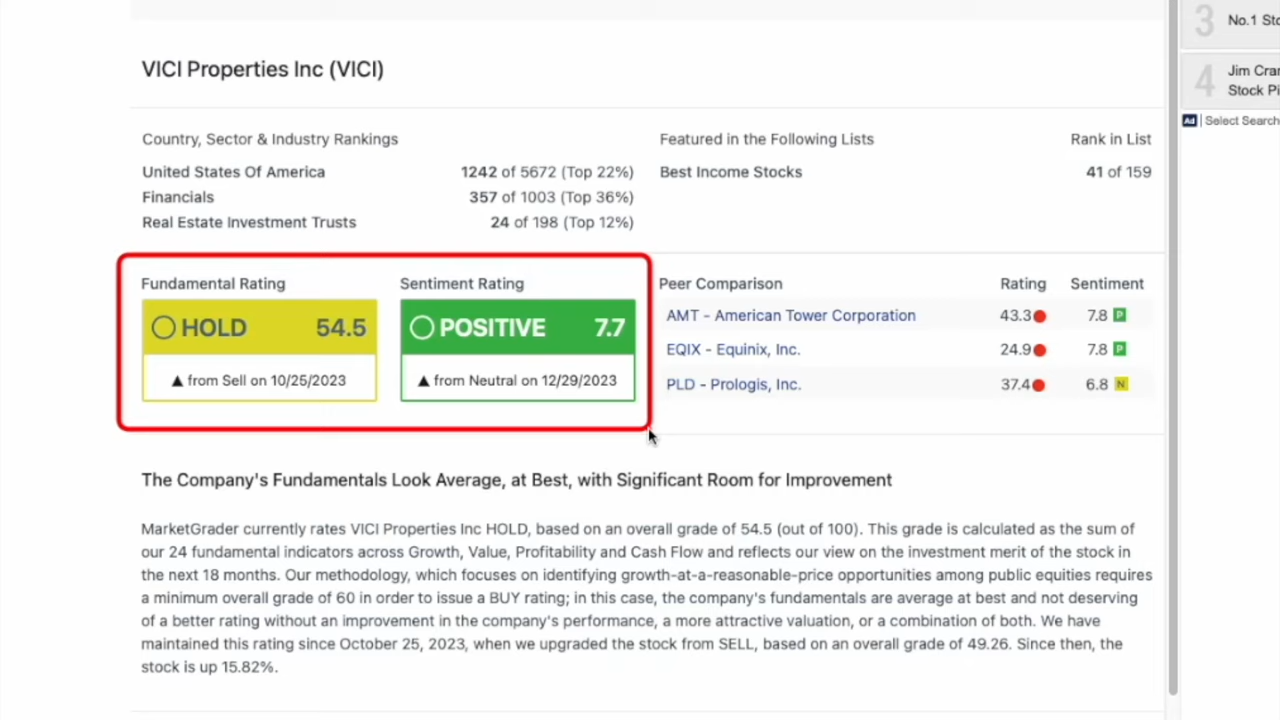 VICI Properties Inc (VICI)
Country, Sector & Industry Rankings
United States Of America 1242 of 5672 (Top 22%)
Financials 357 of 1003 (Top 36%)
Real Estate Investment Trusts 24 of 198 (Top 12%)
Featured in the Following Lists Rank in List
Best Income Stocks 41 of 159
Fundamental Rating
HOLD 54.5
▲ from Sell on 10/25/2023
Sentiment Rating
POSITIVE 7.7
▲ from Neutral on 12/29/2023
Peer Comparison Rating Sentiment
AMT - American Tower Corporation 43.3 7.8 P
EQIX - Equinix, Inc. 24.9 7.8 P
PLD - Prologis, Inc. 37.4 6.8 N
The Company's Fundamentals Look Average, at Best, with Significant Room for Improvement
MarketGrader currently rates VICI Properties Inc HOLD, based on an overall grade of 54.5 (out of 100). This grade is calculated as the sum of
our 24 fundamental indicators across Growth, Value, Profitability and Cash Flow and reflects our view on the investment merit of the stock in
the next 18 months. Our methodology, which focuses on identifying growth-at-a-reasonable-price opportunities among public equities requires
a minimum overall grade of 60 in order to issue a BUY rating; in this case, the company's fundamentals are average at best and not deserving
of a better rating without an improvement in the company's performance, a more attractive valuation, or a combination of both. We have
maintained this rating since October 25, 2023, when we upgraded the stock from SELL, based on an overall grade of 49.26. Since then, the
stock is up 15.82%.
3 No.1
4 Jim
Stock
Ad | Select Search